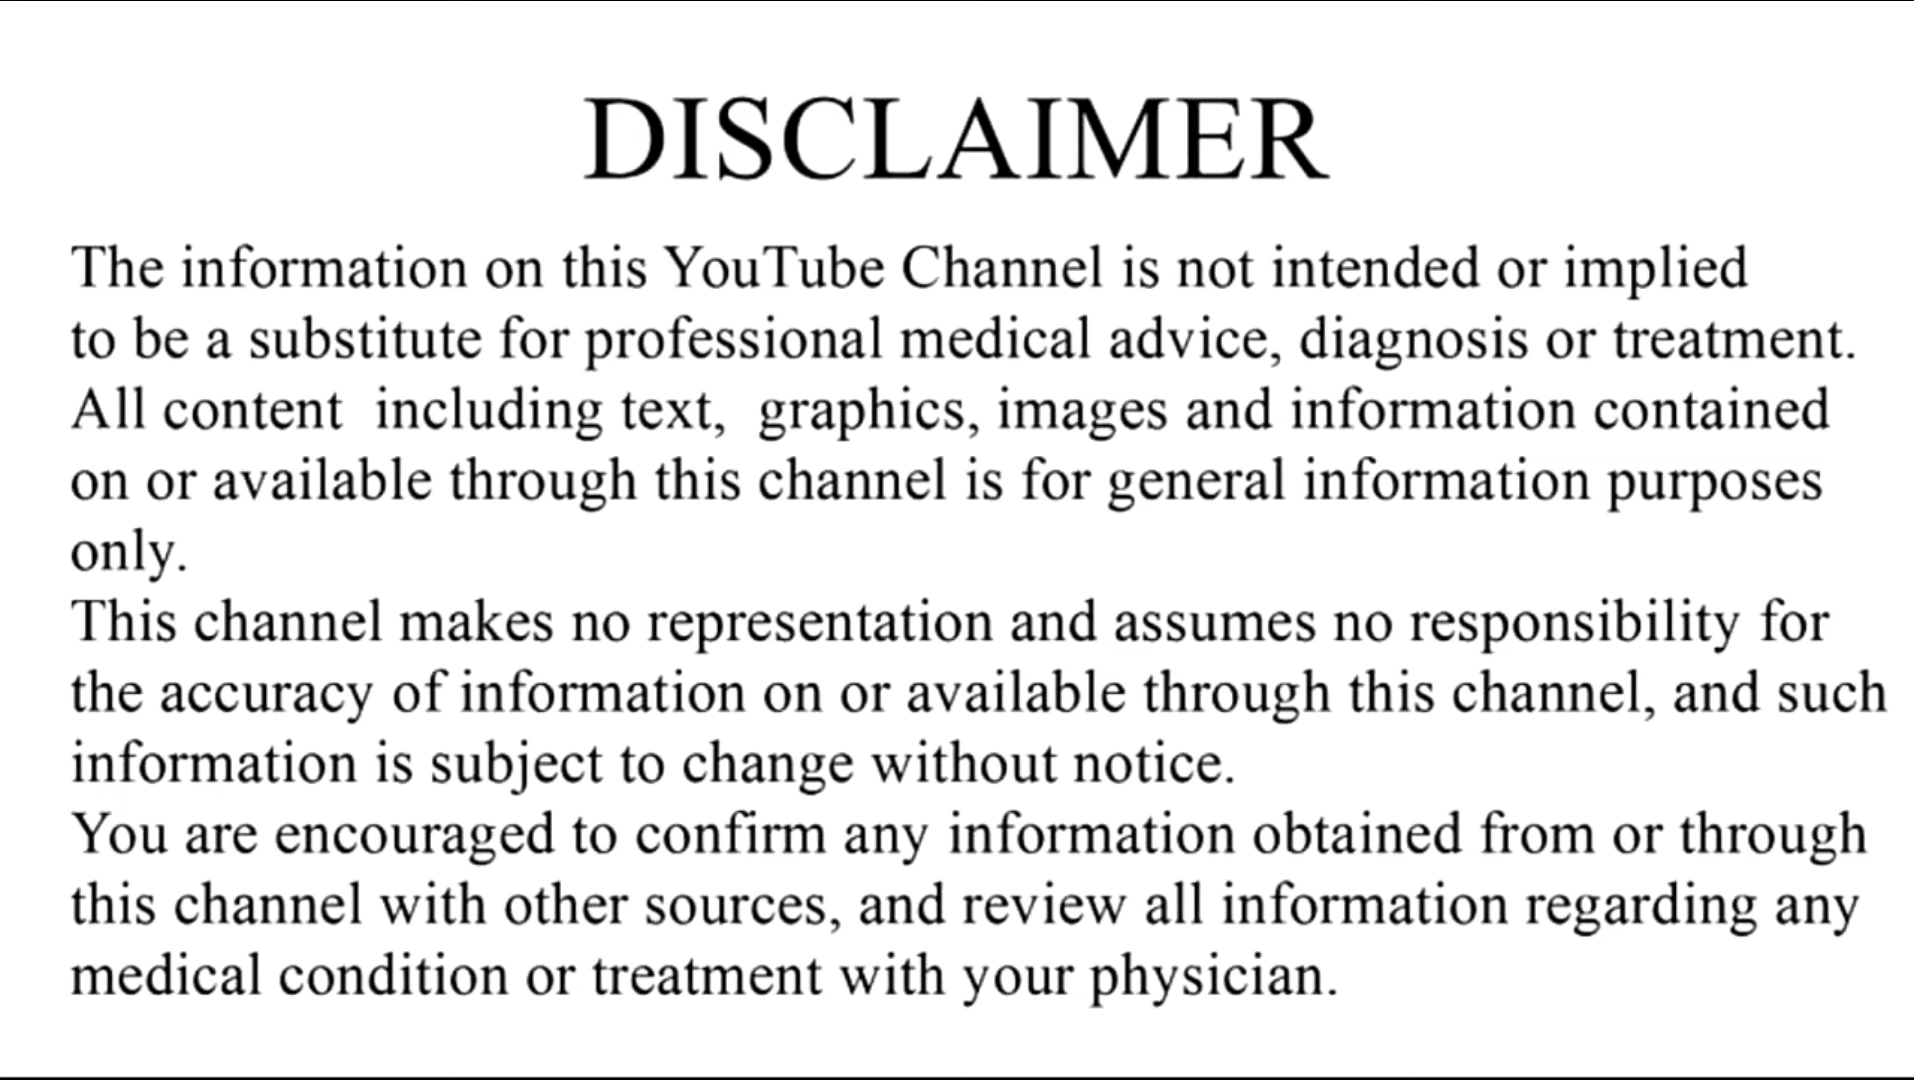 DISCLAIMER
The information on this YouTube Channel is not intended or implied
to be a substitute for professional medical advice, diagnosis or treatment.
All content  including text,  graphics, images and information contained
on or available through this channel is for general information purposes
only.
This channel makes no representation and assumes no responsibility for
the accuracy of information on or available through this channel, and such
information is subject to change without notice.
You are encouraged to confirm any information obtained from or through
this channel with other sources, and review all information regarding any
medical condition or treatment with your physician.